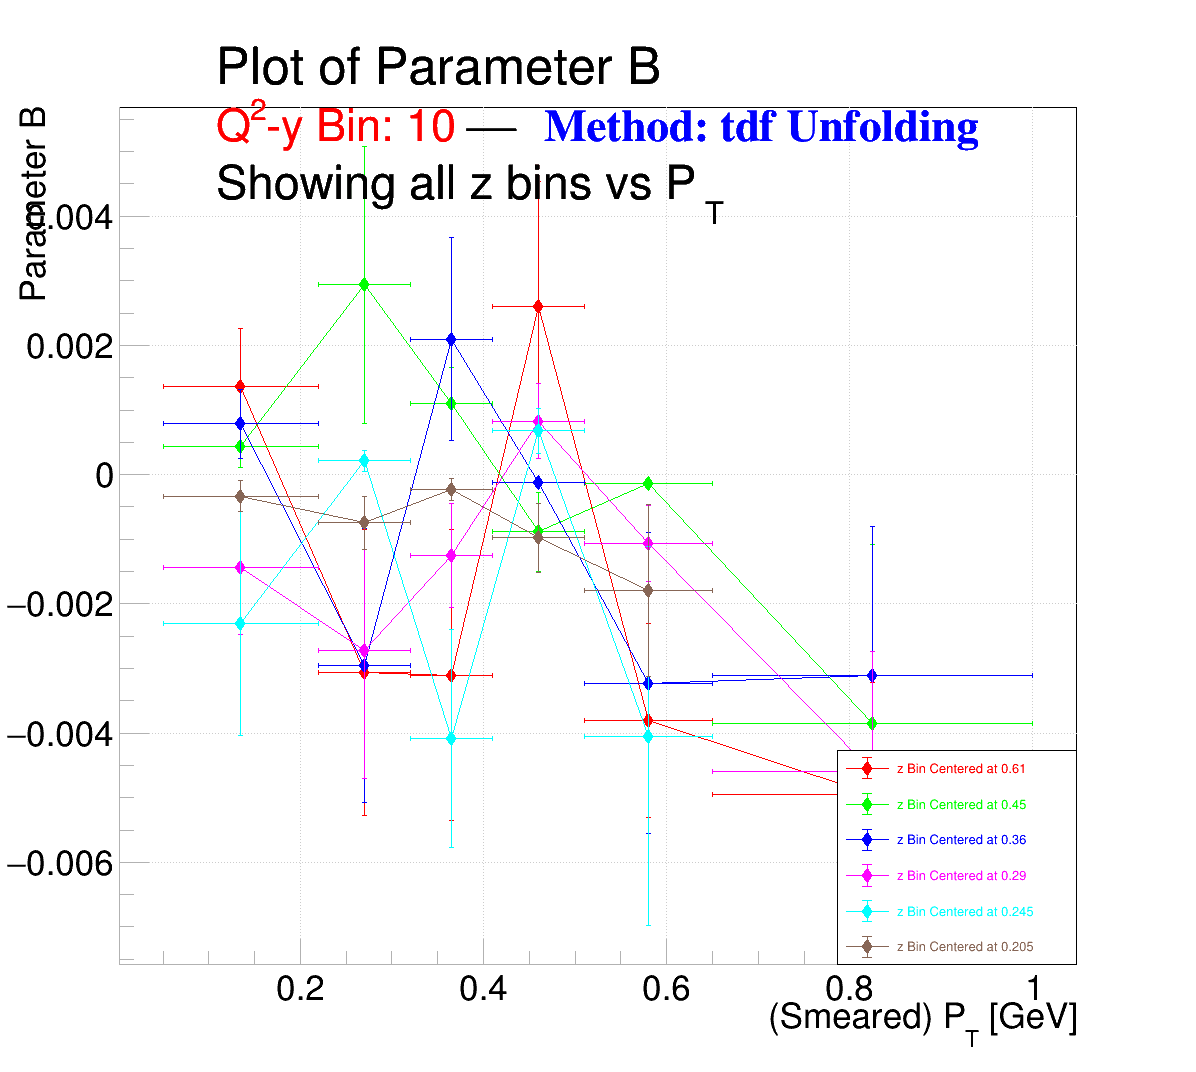 Plot of Parameter B
Q²-y Bin: 10 — Method: tdf Unfolding
Showing all z bins vs P_T
Parameter B
0.004
0.002
0
−0.002
−0.004
−0.006
z Bin Centered at 0.61
z Bin Centered at 0.45
z Bin Centered at 0.36
z Bin Centered at 0.29
z Bin Centered at 0.245
z Bin Centered at 0.205
0.2 0.4 0.6 0.8 1
(Smeared) P_T [GeV]